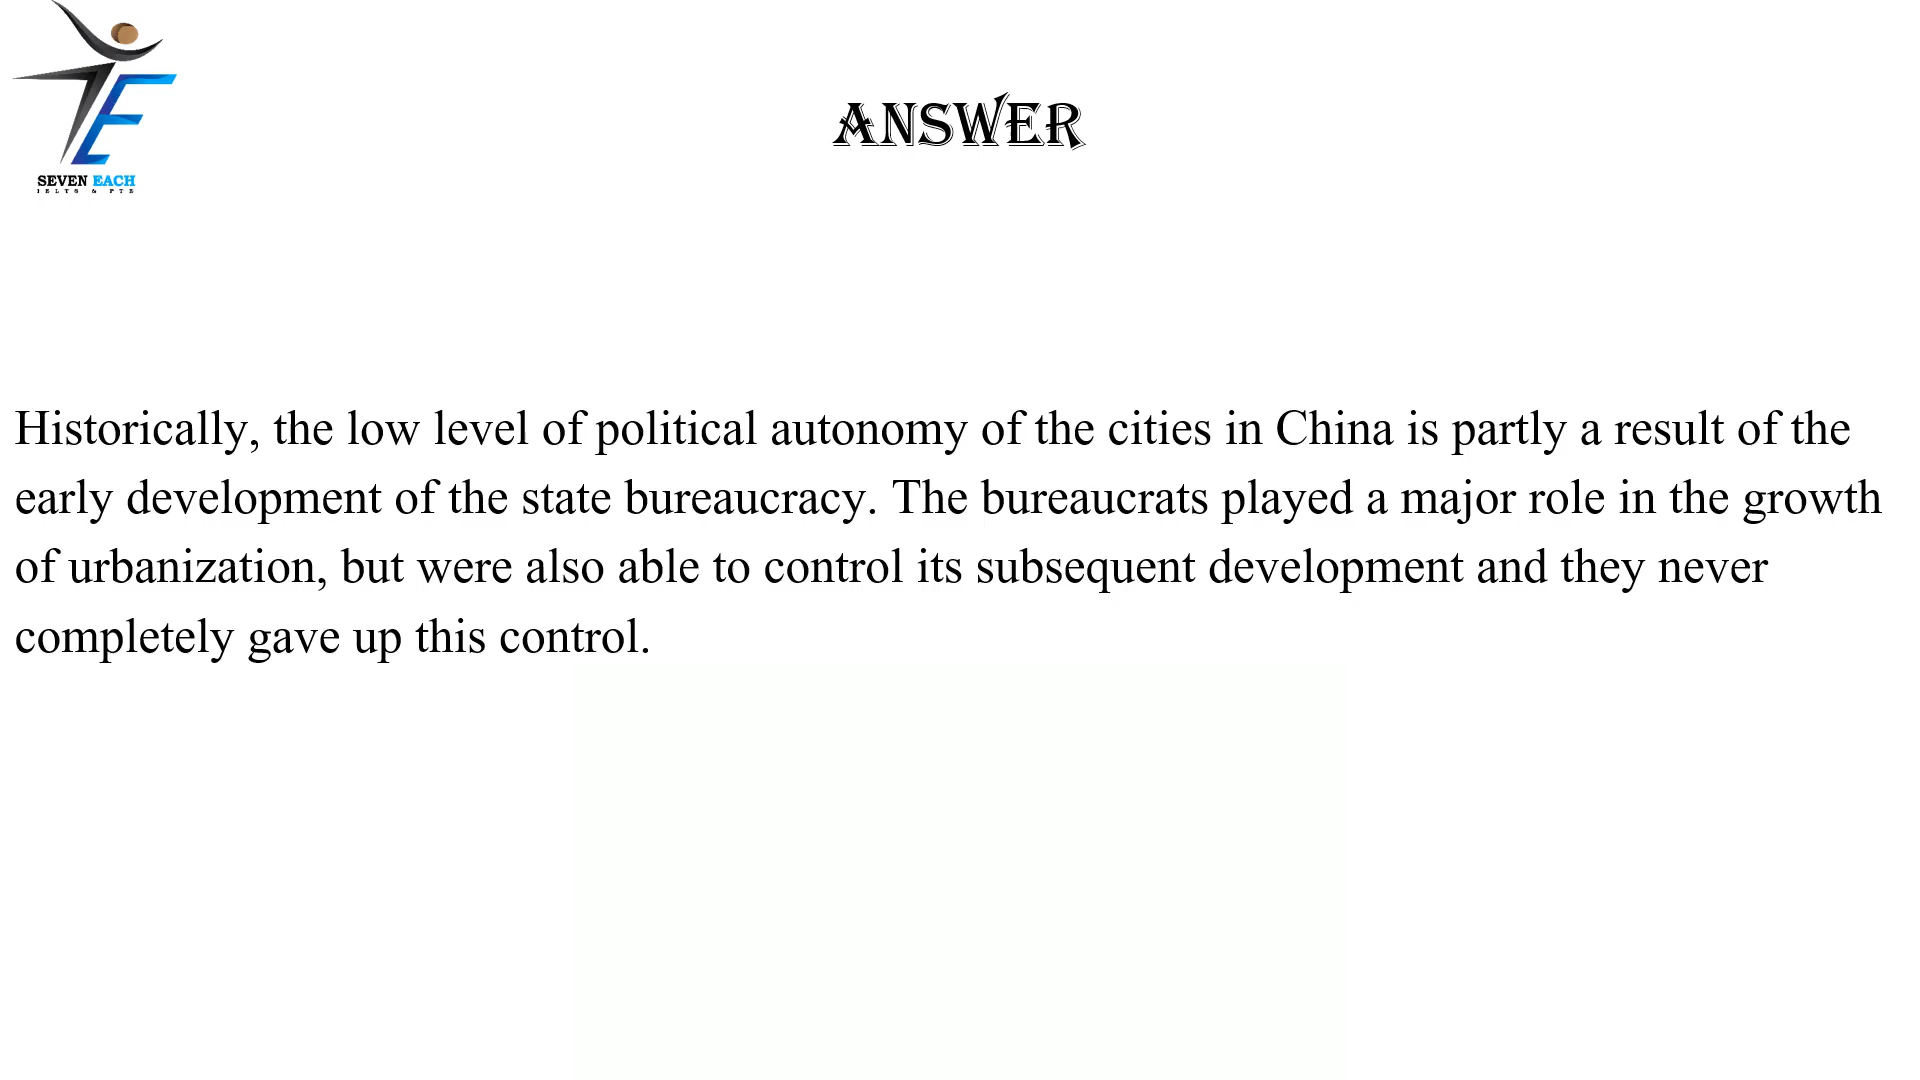 SEVEN EACH
IELTS & PTE
ANSWER
Historically, the low level of political autonomy of the cities in China is partly a result of the
early development of the state bureaucracy. The bureaucrats played a major role in the growth
of urbanization, but were also able to control its subsequent development and they never
completely gave up this control.